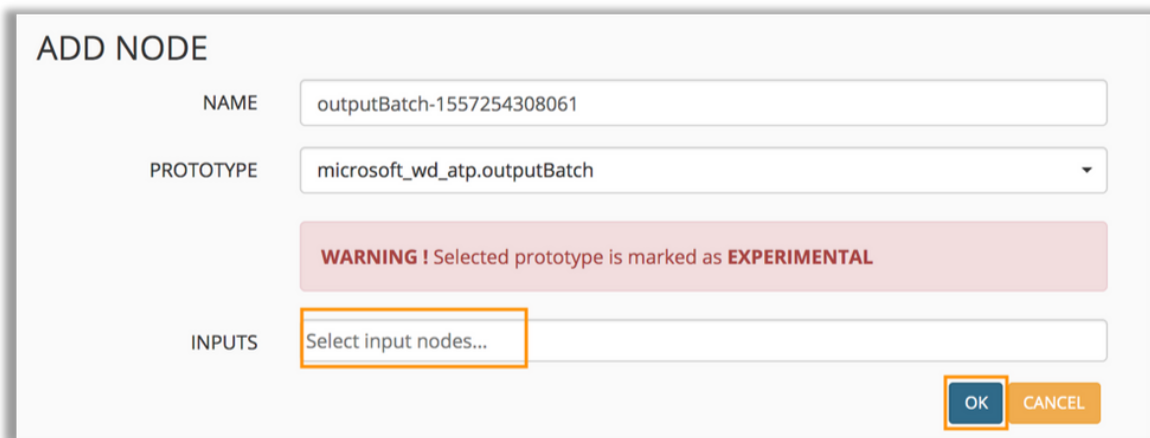 ADD NODE
NAME outputBatch-1557254308061
PROTOTYPE microsoft_wd_atp.outputBatch
WARNING ! Selected prototype is marked as EXPERIMENTAL
INPUTS Select input nodes...
OK CANCEL